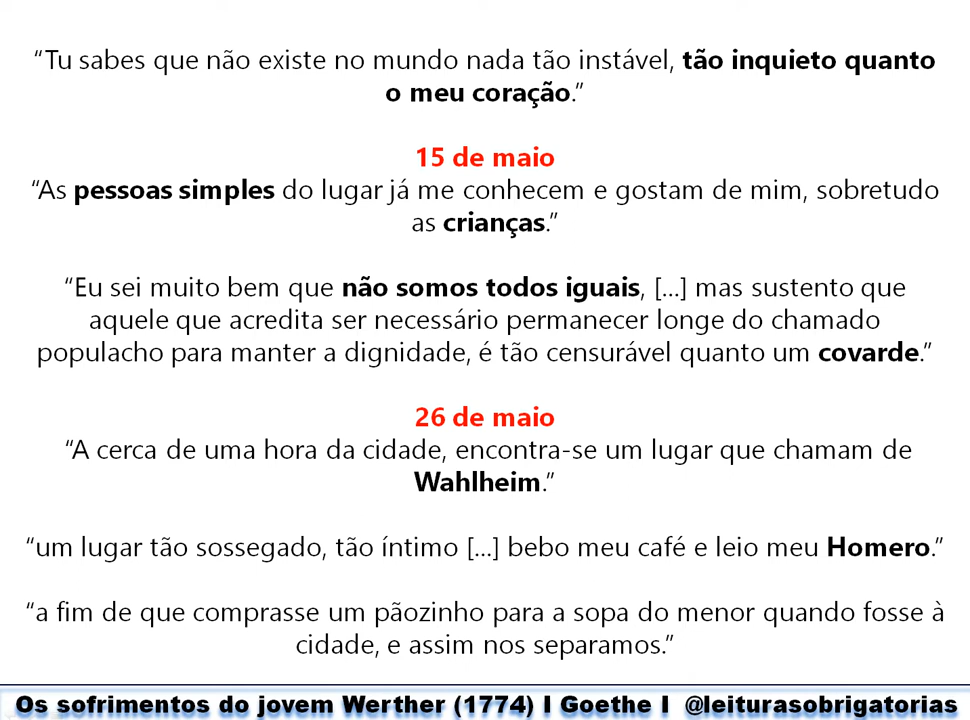 “Tu sabes que não existe no mundo nada tão instável, tão inquieto quanto
o meu coração.”
15 de maio
“As pessoas simples do lugar já me conhecem e gostam de mim, sobretudo
as crianças.”
“Eu sei muito bem que não somos todos iguais, [...] mas sustento que
aquele que acredita ser necessário permanecer longe do chamado
populacho para manter a dignidade, é tão censurável quanto um covarde.”
26 de maio
“A cerca de uma hora da cidade, encontra-se um lugar que chamam de
Wahlheim.”
“um lugar tão sossegado, tão íntimo [...] bebo meu café e leio meu Homero.”
“a fim de que comprasse um pãozinho para a sopa do menor quando fosse à
cidade, e assim nos separamos.”
Os sofrimentos do jovem Werther (1774) I Goethe I @leiturasobrigatorias